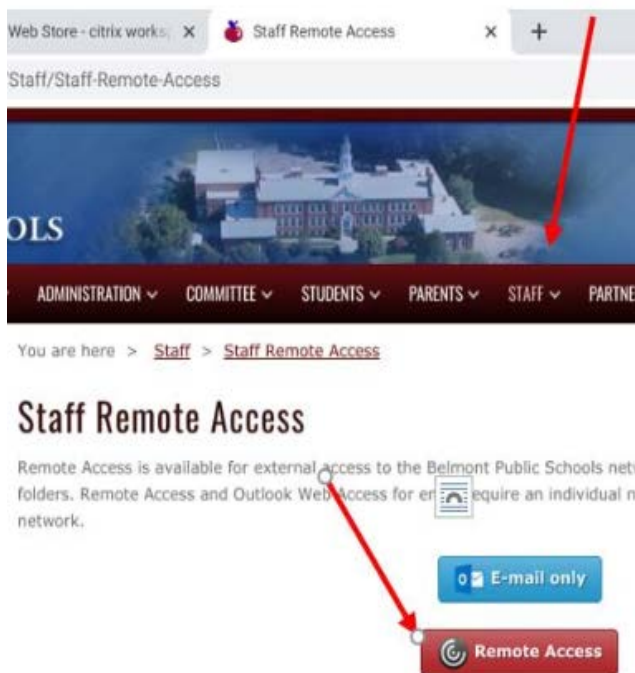 Web Store - citrix works
Staff Remote Access
/Staff/Staff-Remote-Access
OLS
ADMINISTRATION COMMITTEE STUDENTS PARENTS STAFF PARTNE
You are here > Staff > Staff Remote Access
Staff Remote Access
Remote Access is available for external access to the Belmont Public Schools net
folders. Remote Access and Outlook Web Access for require an individual
network.
E-mail only
Remote Access